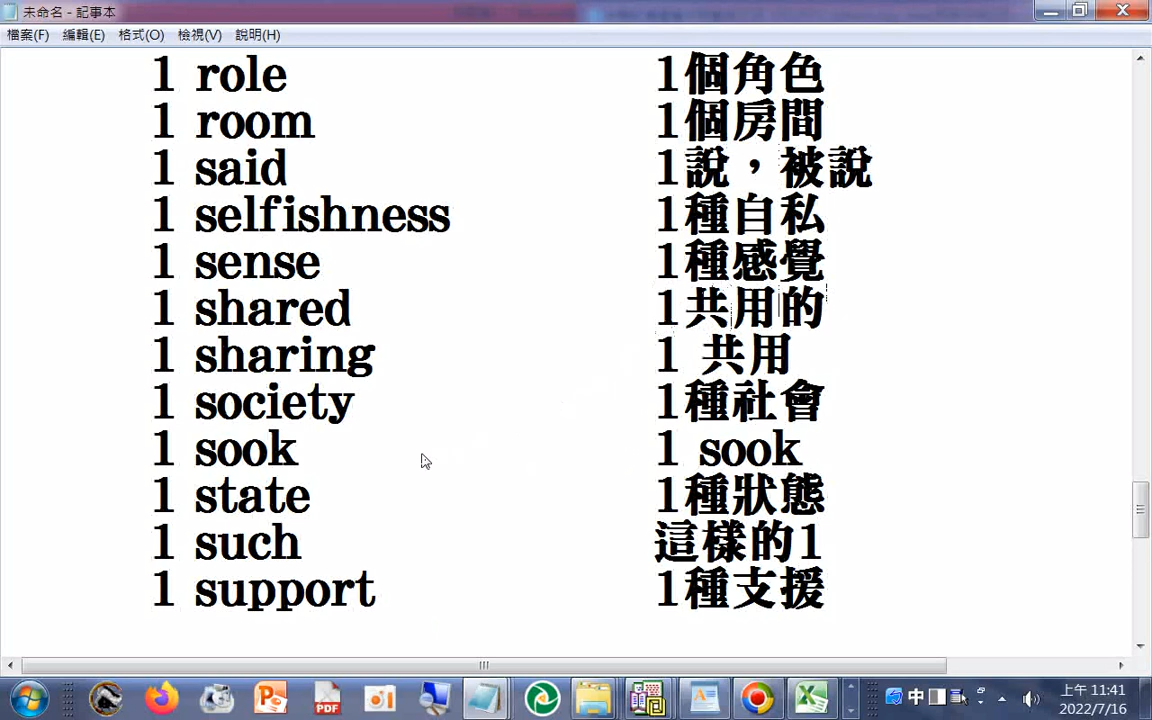 未命名 - 記事本
檔案(F) 編輯(E) 格式(O) 檢視(V) 說明(H)
1 role 1個角色
1 room 1個房間
1 said 1說，被說
1 selfishness 1種自私
1 sense 1種感覺
1 shared 1共用的
1 sharing 1 共用
1 society 1種社會
1 sook 1 sook
1 state 1種狀態
1 such 這樣的1
1 support 1種支援
中
上午 11:41
2022/7/16